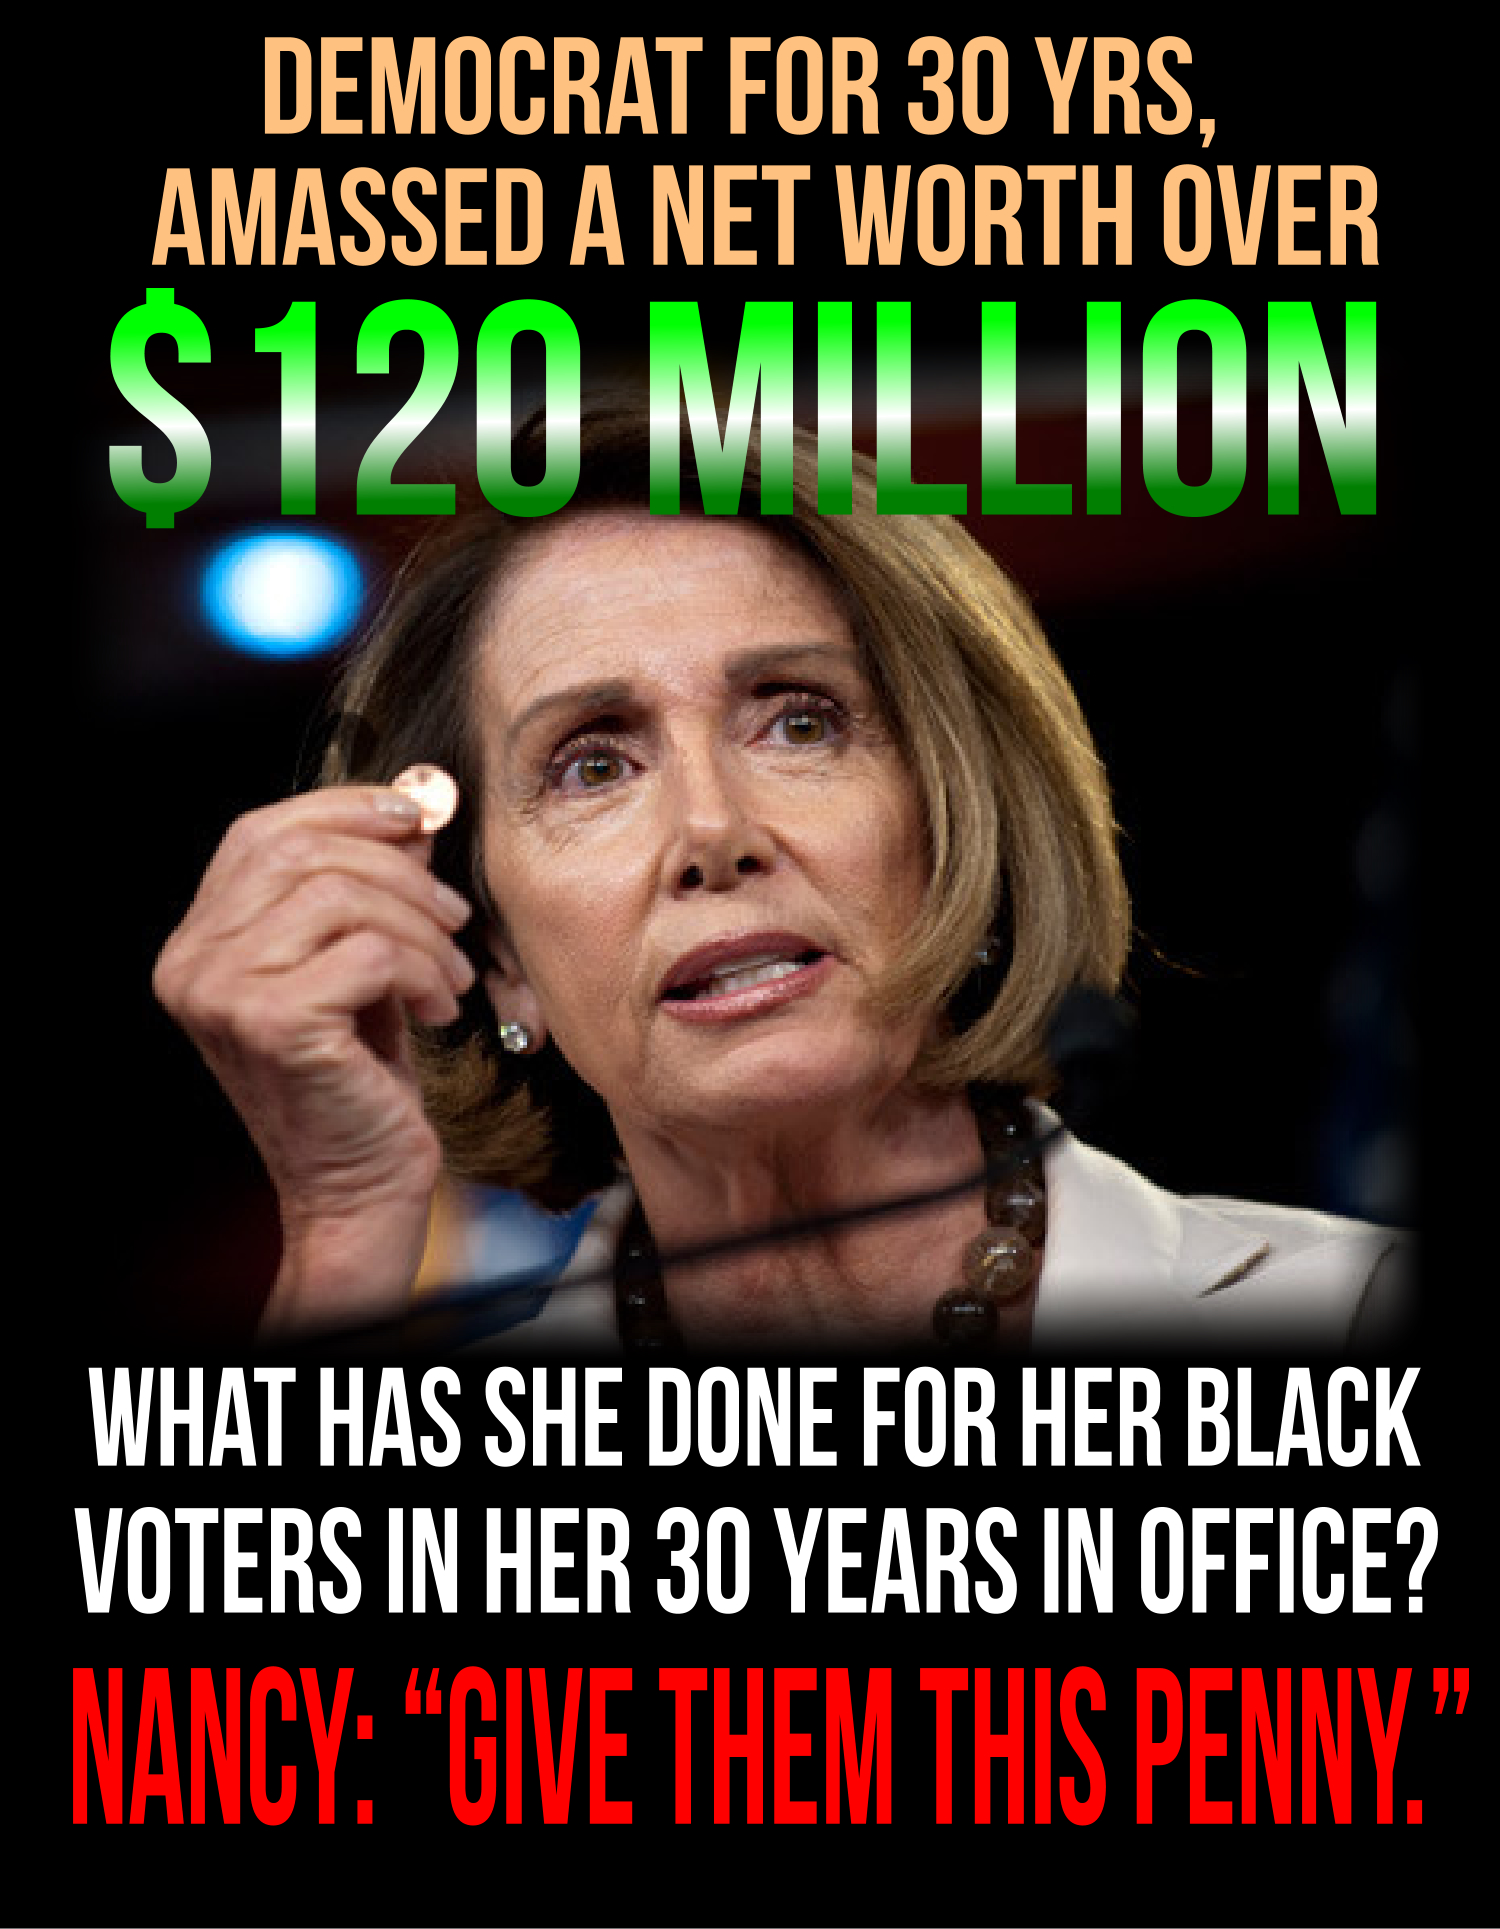 DEMOCRAT FOR 30 YRS,
AMASSED A NET WORTH OVER
$120 MILLION
WHAT HAS SHE DONE FOR HER BLACK
VOTERS IN HER 30 YEARS IN OFFICE?
NANCY: “GIVE THEM THIS PENNY.”